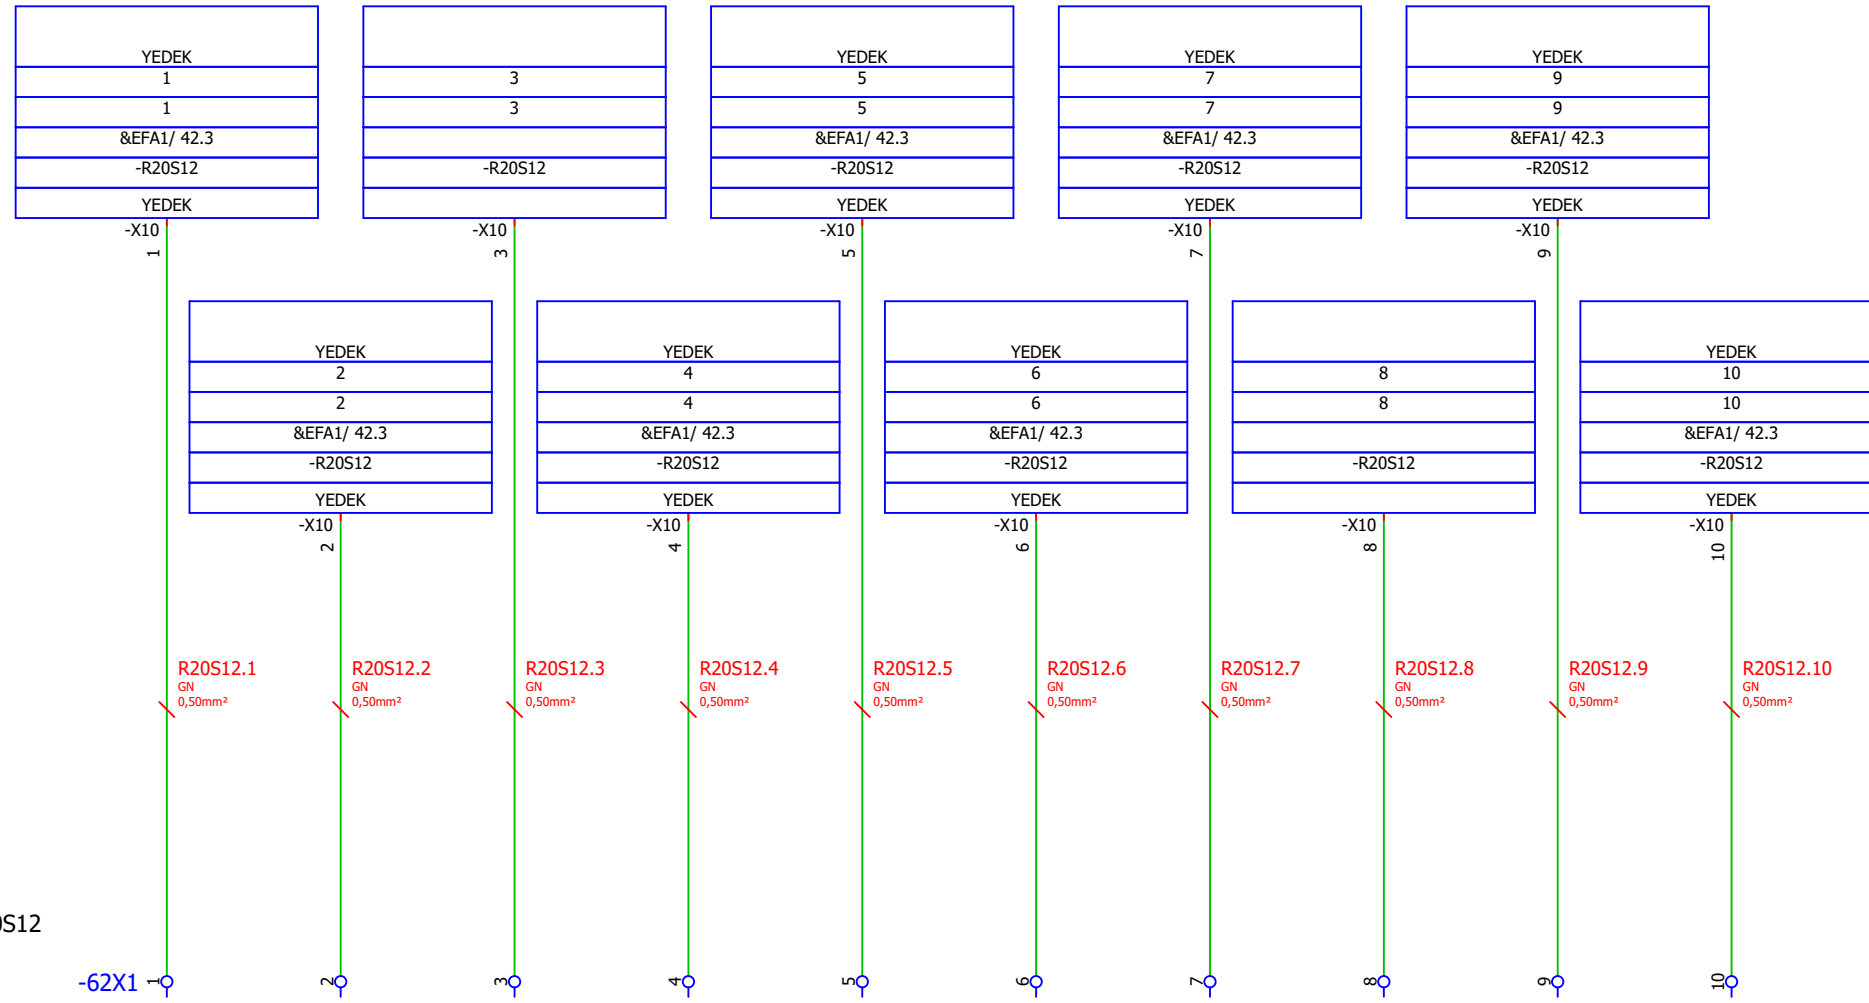 YEDEK
1
1
&EFA1/ 42.3
-R20S12
YEDEK
-X10
1
3
3
-R20S12
-X10
3
YEDEK
5
5
&EFA1/ 42.3
-R20S12
YEDEK
-X10
5
YEDEK
7
7
&EFA1/ 42.3
-R20S12
YEDEK
-X10
7
YEDEK
9
9
&EFA1/ 42.3
-R20S12
YEDEK
-X10
9
YEDEK
2
2
&EFA1/ 42.3
-R20S12
YEDEK
-X10
2
YEDEK
4
4
&EFA1/ 42.3
-R20S12
YEDEK
-X10
4
YEDEK
6
6
&EFA1/ 42.3
-R20S12
YEDEK
-X10
6
8
8
-R20S12
-X10
8
YEDEK
10
10
&EFA1/ 42.3
-R20S12
YEDEK
-X10
10
R20S12.1
GN
0,50mm²
R20S12.2
GN
0,50mm²
R20S12.3
GN
0,50mm²
R20S12.4
GN
0,50mm²
R20S12.5
GN
0,50mm²
R20S12.6
GN
0,50mm²
R20S12.7
GN
0,50mm²
R20S12.8
GN
0,50mm²
R20S12.9
GN
0,50mm²
R20S12.10
GN
0,50mm²
0S12
-62X1 1 2 3 4 5 6 7 8 9 10